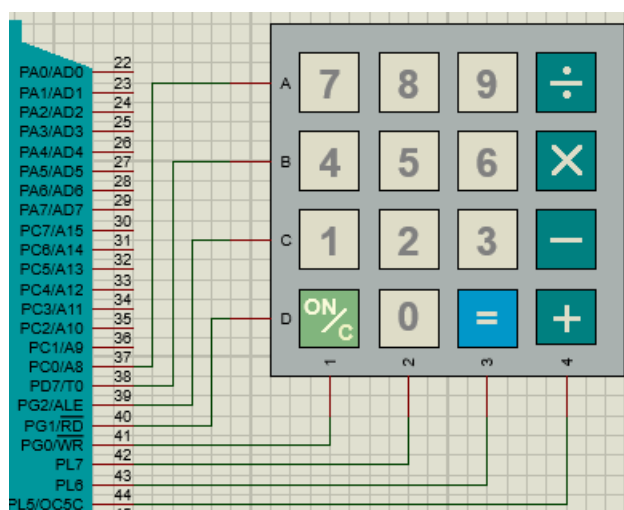 22
PA0/AD0
23
PA1/AD1
24
PA2/AD2
25
PA3/AD3
26
PA4/AD4
27
PA5/AD5
28
PA6/AD6
29
PA7/AD7
30
PC7/A15
31
PC6/A14
32
PC5/A13
33
PC4/A12
34
PC3/A11
35
PC2/A10
36
PC1/A9
37
PC0/A8
38
PD7/T0
39
PG2/ALE
40
PG1/RD
41
PG0/WR
42
PL7
43
PL6
44
PL5/OC5C
A 7 8 9 ÷
B 4 5 6 ×
C 1 2 3 −
D ON/C 0 = +
1 2 3 4